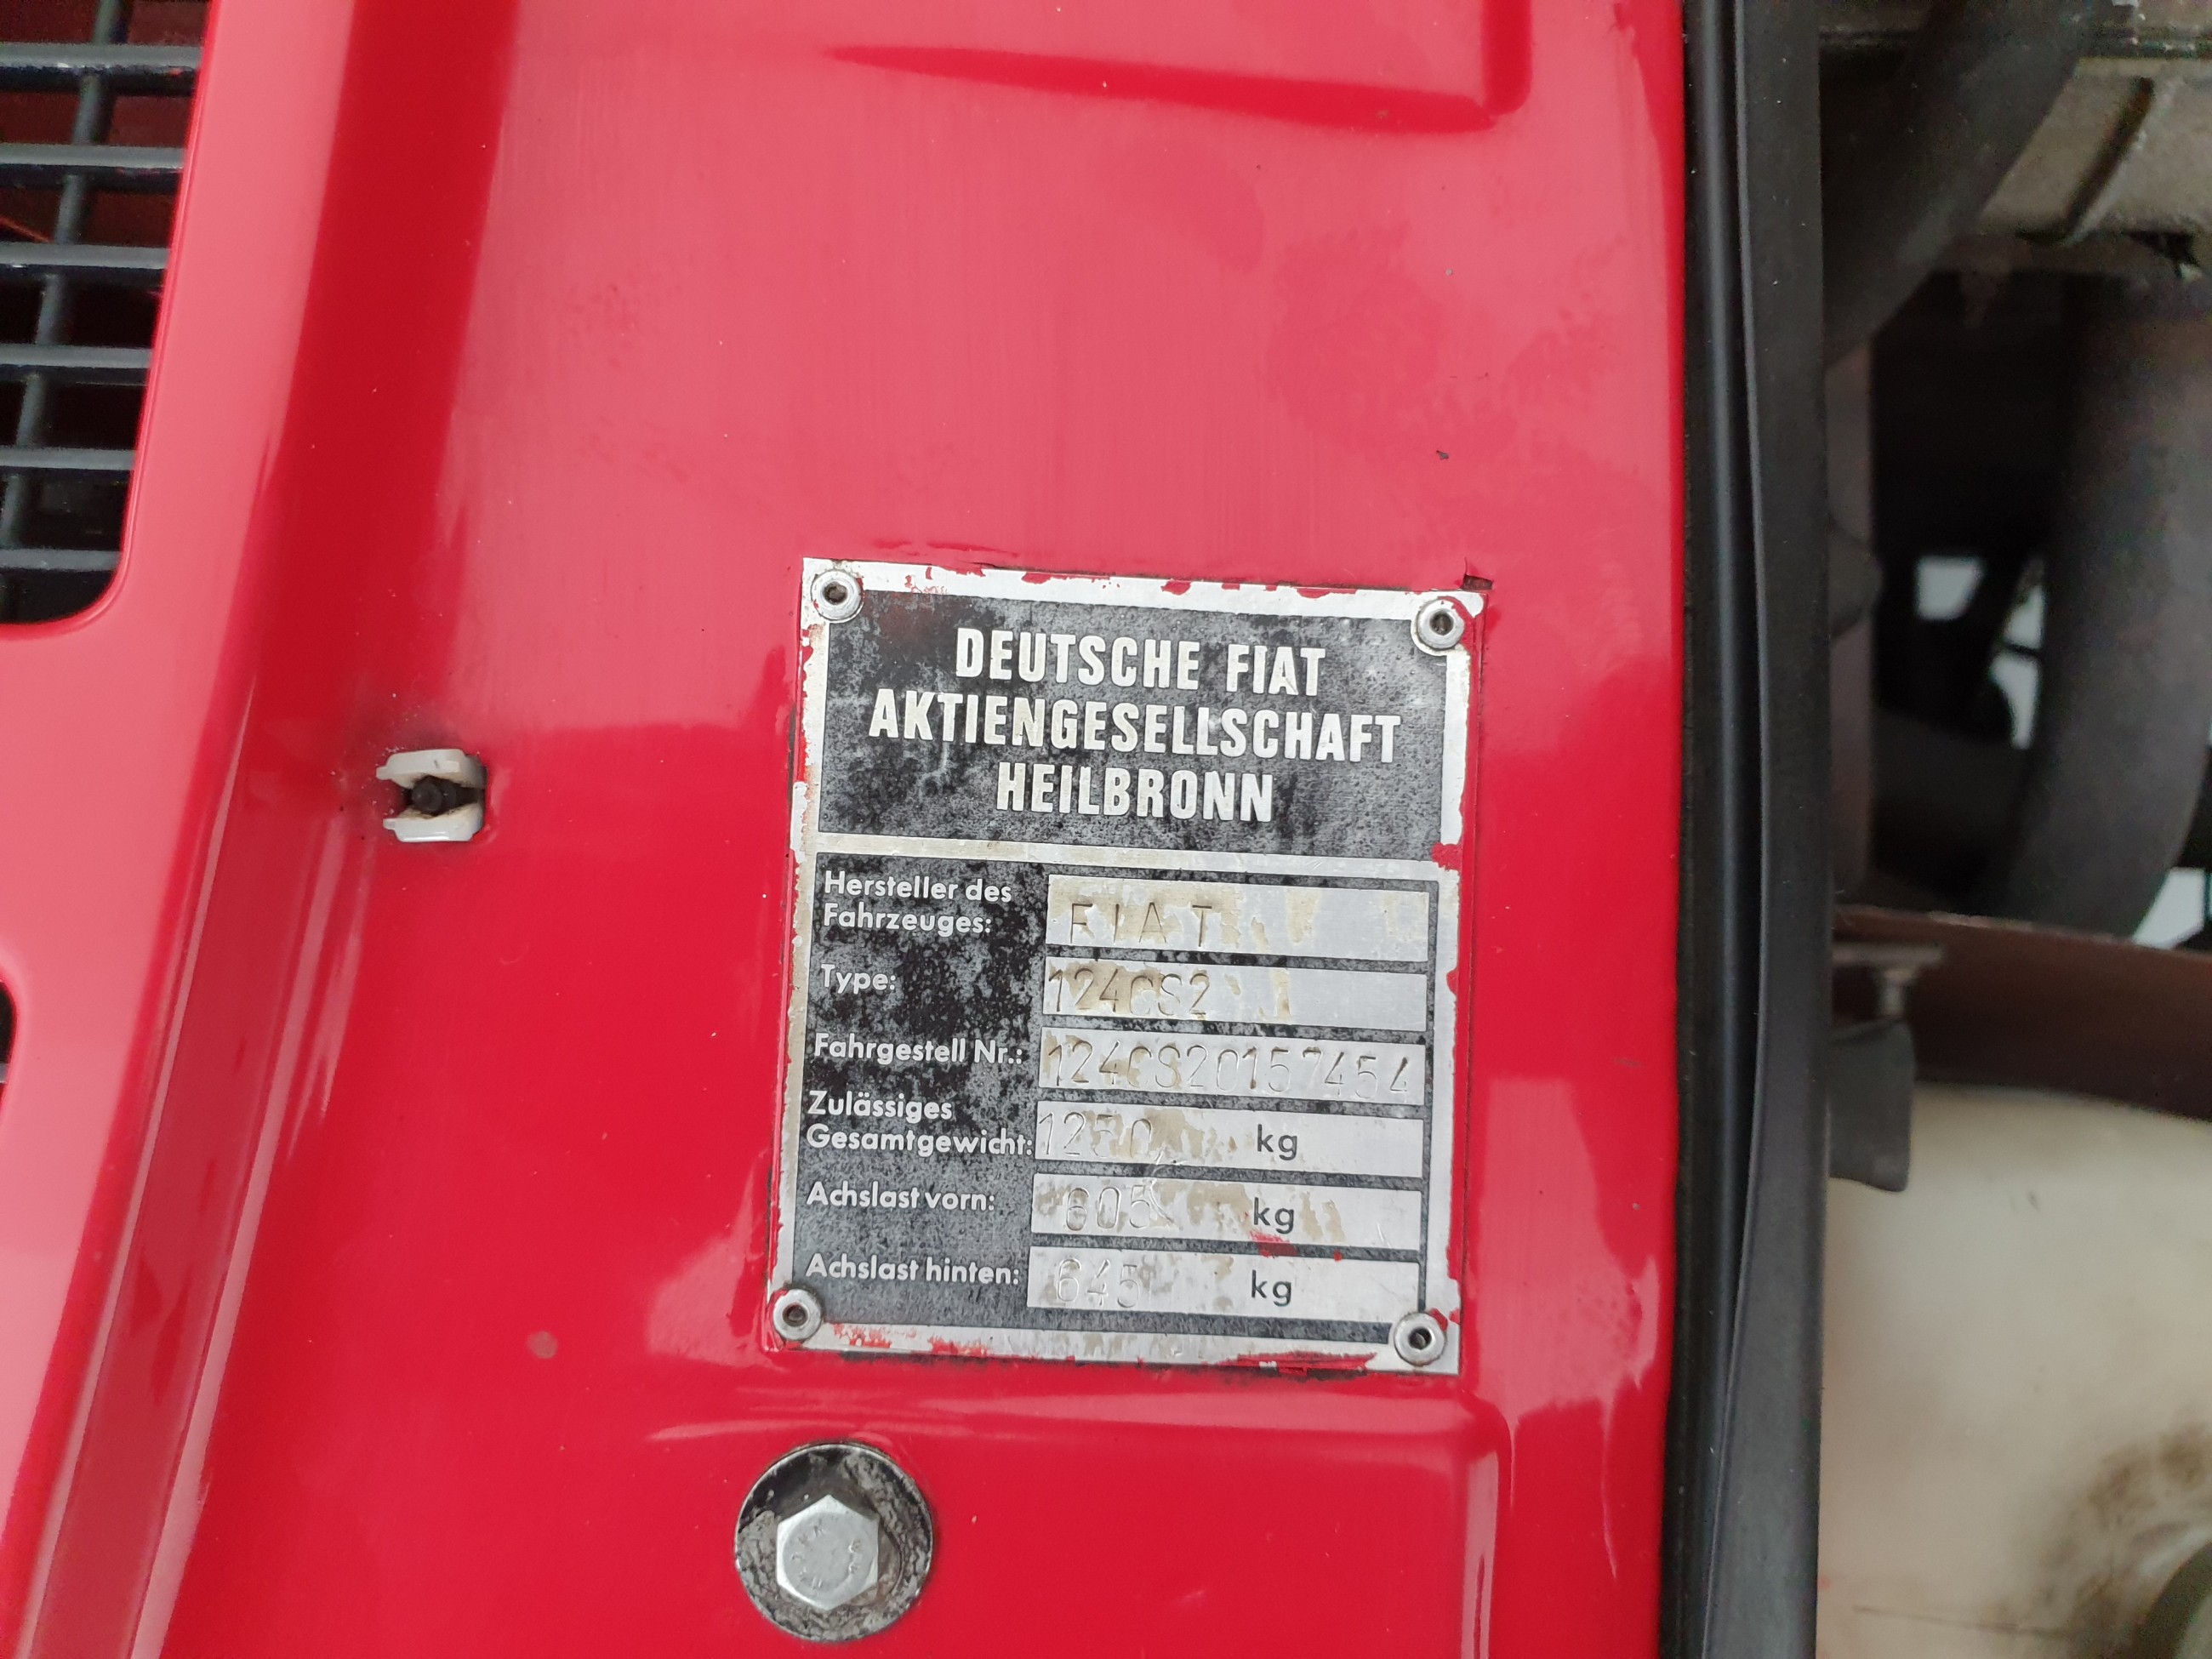 DEUTSCHE FIAT
AKTIENGESELLSCHAFT
HEILBRONN
Hersteller des
Fahrzeuges: FIAT
Type: 124CS2
Fahrgestell Nr.: 124CS20157454
Zulässiges
Gesamtgewicht: 1250 kg
Achslast vorn: 605 kg
Achslast hinten: 645 kg